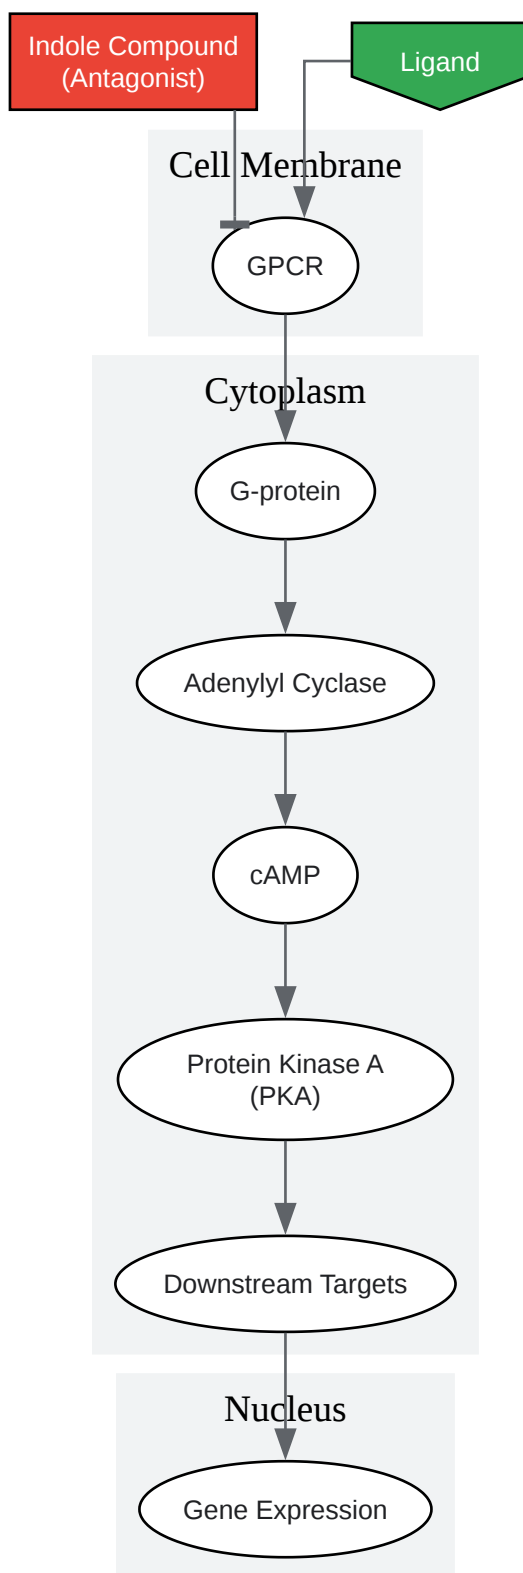 Indole Compound
(Antagonist)
Ligand
Cell Membrane
GPCR
Cytoplasm
G-protein
Adenylyl Cyclase
cAMP
Protein Kinase A
(PKA)
Downstream Targets
Nucleus
Gene Expression